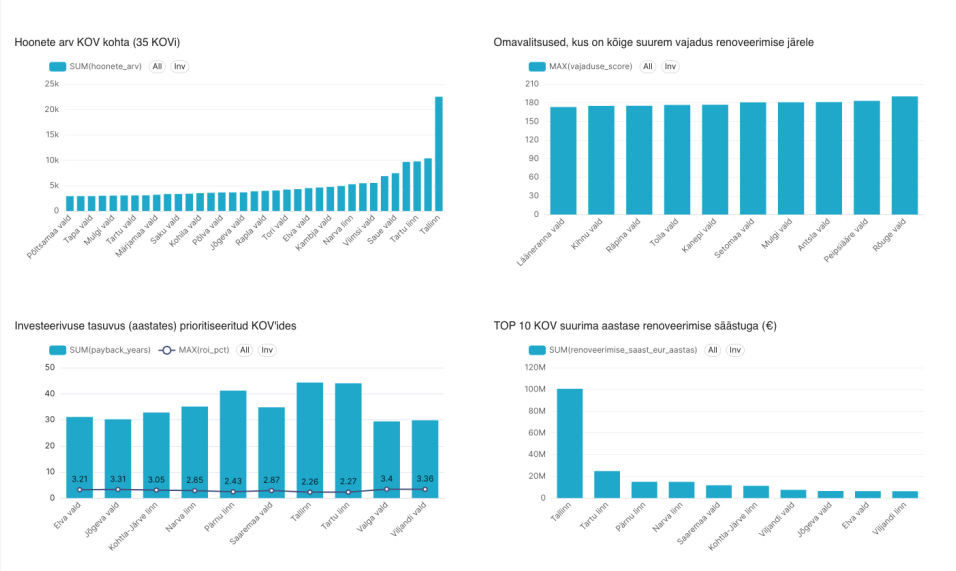 Hoonete arv KOV kohta (35 KOVi)
SUM(hoonete_arv) All Inv
25k
20k
15k
10k
5k
0
Põltsamaa vald
Tapa vald
Mulgi vald
Tartu vald
Märjamaa vald
Saku vald
Kohila vald
Põlva vald
Jõgeva vald
Rapla vald
Tori vald
Elva vald
Kambja vald
Narva linn
Viimsi vald
Saue vald
Tartu linn
Tallinn
Omavalitsused, kus on kõige suurem vajadus renoveerimise järele
MAX(vajaduse_score) All Inv
210
180
150
120
90
60
30
0
Lääneranna vald
Kihnu vald
Räpina vald
Toila vald
Kanepi vald
Setomaa vald
Mulgi vald
Antsla vald
Peipsiääre vald
Rõuge vald
Investeerivuse tasuvus (aastates) prioritiseeritud KOV'ides
SUM(payback_years) MAX(roi_pct) All Inv
50
40
30
20
10
0
3.21 3.31 3.05 2.85 2.43 2.87 2.26 2.27 3.4 3.36
Elva vald
Jõgeva vald
Kohtla-Järve linn
Narva linn
Pärnu linn
Saaremaa vald
Tallinn
Tartu linn
Valga vald
Viljandi vald
TOP 10 KOV suurima aastase renoveerimise säästuga (€)
SUM(renoveerimise_saast_eur_aastas) All Inv
120M
100M
80M
60M
40M
20M
0
Tallinn
Tartu linn
Pärnu linn
Narva linn
Saaremaa vald
Kohtla-Järve linn
Viljandi vald
Jõgeva vald
Elva vald
Viljandi linn